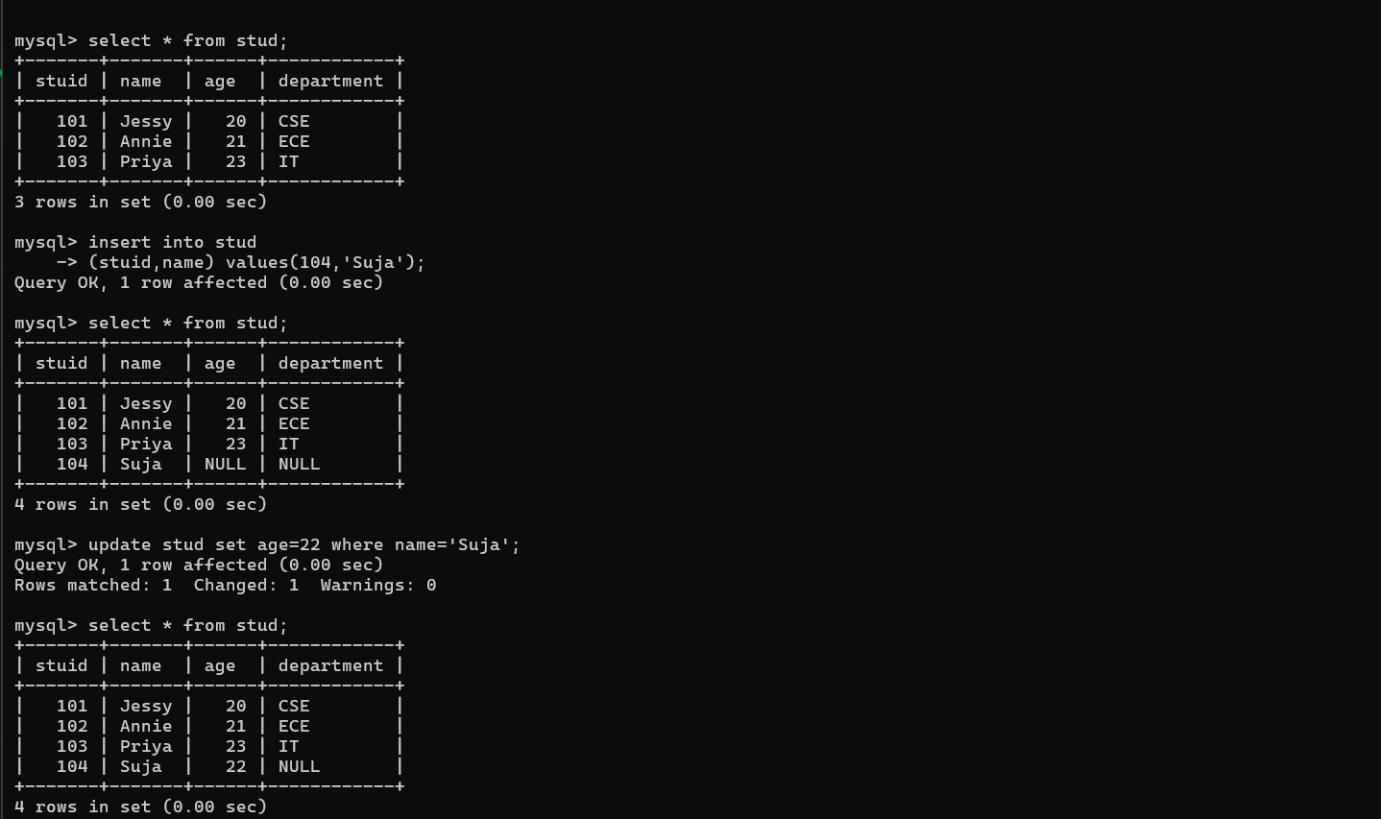 mysql> select * from stud;
+-------+-------+------+------------+
| stuid | name  | age  | department |
+-------+-------+------+------------+
|   101 | Jessy |   20 | CSE        |
|   102 | Annie |   21 | ECE        |
|   103 | Priya |   23 | IT         |
+-------+-------+------+------------+
3 rows in set (0.00 sec)

mysql> insert into stud
    -> (stuid,name) values(104,'Suja');
Query OK, 1 row affected (0.00 sec)

mysql> select * from stud;
+-------+-------+------+------------+
| stuid | name  | age  | department |
+-------+-------+------+------------+
|   101 | Jessy |   20 | CSE        |
|   102 | Annie |   21 | ECE        |
|   103 | Priya |   23 | IT         |
|   104 | Suja  | NULL | NULL       |
+-------+-------+------+------------+
4 rows in set (0.00 sec)

mysql> update stud set age=22 where name='Suja';
Query OK, 1 row affected (0.00 sec)
Rows matched: 1  Changed: 1  Warnings: 0

mysql> select * from stud;
+-------+-------+------+------------+
| stuid | name  | age  | department |
+-------+-------+------+------------+
|   101 | Jessy |   20 | CSE        |
|   102 | Annie |   21 | ECE        |
|   103 | Priya |   23 | IT         |
|   104 | Suja  |   22 | NULL       |
+-------+-------+------+------------+
4 rows in set (0.00 sec)